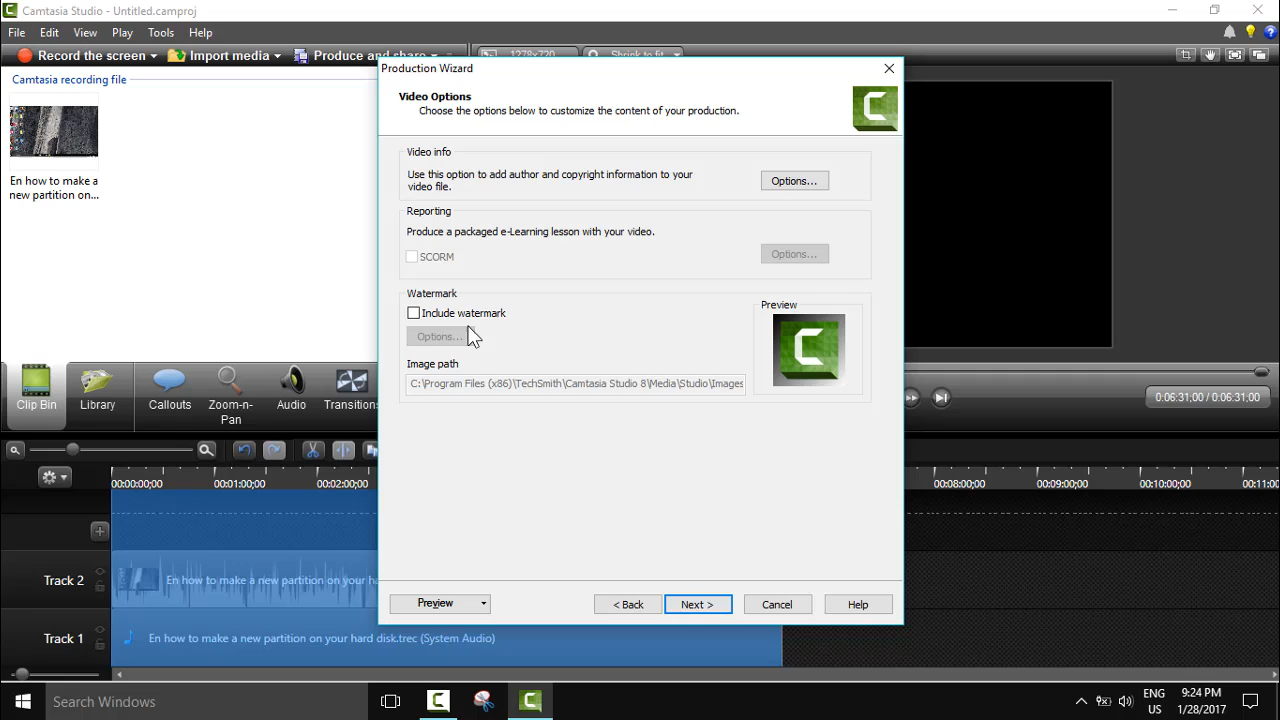 Camtasia Studio - Untitled.camproj
File Edit View Play Tools Help
Record the screen Import media Produce and share 1278x720 Shrink to fit
Camtasia recording file
En how to make a
new partition on...
Production Wizard
Video Options
Choose the options below to customize the content of your production.
Video info
Use this option to add author and copyright information to your
video file.
Options...
Reporting
Produce a packaged e-Learning lesson with your video.
SCORM
Options...
Watermark
Include watermark
Options...
Image path
C:\Program Files (x86)\TechSmith\Camtasia Studio 8\Media\Studio\Images
Preview
Preview
< Back
Next >
Cancel
Help
Clip Bin
Library
Callouts
Zoom-n-
Pan
Audio
Transitions
0:06:31;00 / 0:06:31;00
00:00:00;00 00:01:00;00 00:02:00;00 00:08:00;00 00:09:00;00 00:10:00;00 00:11:00
Track 2
En how to make a new partition on your ha
Track 1
En how to make a new partition on your hard disk.trec (System Audio)
Search Windows
ENG
US
9:24 PM
1/28/2017